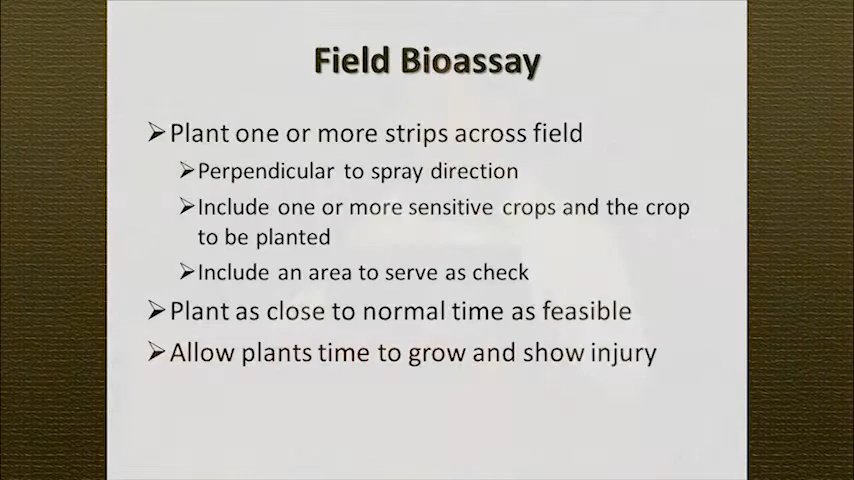 Field Bioassay
➢Plant one or more strips across field
➢Perpendicular to spray direction
➢Include one or more sensitive crops and the crop
to be planted
➢Include an area to serve as check
➢Plant as close to normal time as feasible
➢Allow plants time to grow and show injury